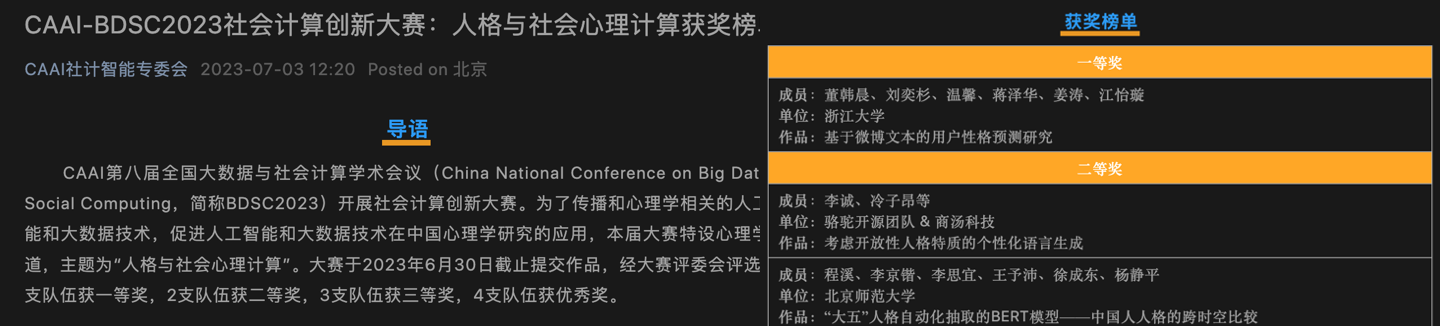 CAAI-BDSC2023社会计算创新大赛：人格与社会心理计算获奖榜
CAAI社计智能专委会 2023-07-03 12:20 Posted on 北京
导语
CAAI第八届全国大数据与社会计算学术会议（China National Conference on Big Dat
Social Computing，简称BDSC2023）开展社会计算创新大赛。为了传播和心理学相关的人工
能和大数据技术，促进人工智能和大数据技术在中国心理学研究的应用，本届大赛特设心理学
道，主题为“人格与社会心理计算”。大赛于2023年6月30日截止提交作品，经大赛评委会评选
支队伍获一等奖，2支队伍获二等奖，3支队伍获三等奖，4支队伍获优秀奖。
获奖榜单
一等奖
成员：董韩晨、刘奕杉、温馨、蒋泽华、姜涛、江怡璇
单位：浙江大学
作品：基于微博文本的用户性格预测研究
二等奖
成员：李诚、冷子昂等
单位：骆驼开源团队 & 商汤科技
作品：考虑开放性人格特质的个性化语言生成
成员：程溪、李京锴、李思宜、王予沛、徐成东、杨静平
单位：北京师范大学
作品：“大五”人格自动化抽取的BERT模型——中国人人格的跨时空比较